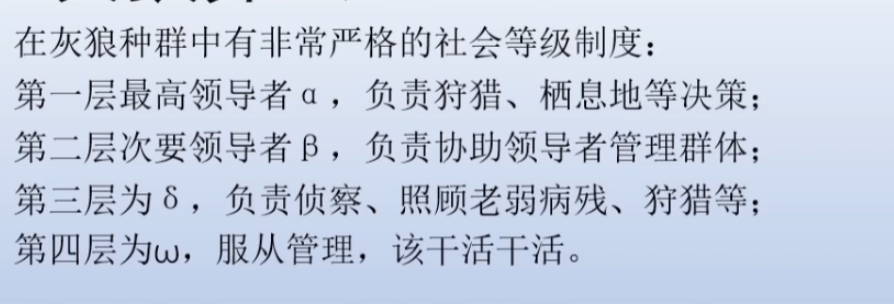 在灰狼种群中有非常严格的社会等级制度：
第一层最高领导者α，负责狩猎、栖息地等决策；
第二层次要领导者β，负责协助领导者管理群体；
第三层为δ，负责侦察、照顾老弱病残、狩猎等；
第四层为ω，服从管理，该干活干活。